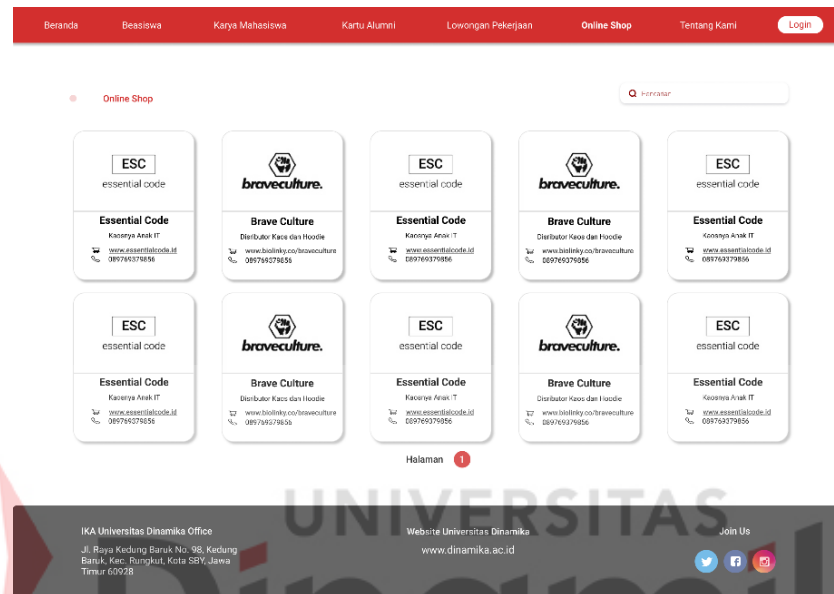 Beranda Beasiswa Karya Mahasiswa Kartu Alumni Lowongan Pekerjaan Online Shop Tentang Kami Login
Online Shop
ESC
essential code
Essential Code
Kaosnya Anak IT
www.essentialcode.id
089769379856
braveculture.
Brave Culture
Disributor Kaos dan Hoodie
www.biolinky.co/braveculture
089769379856
ESC
essential code
Essential Code
Kaosnya Anak IT
www.essentialcode.id
089769379856
braveculture.
Brave Culture
Disributor Kaos dan Hoodie
www.biolinky.co/braveculture
089769379856
ESC
essential code
Essential Code
Kaosnya Anak IT
www.essentialcode.id
089769379856
ESC
essential code
Essential Code
Kaosnya Anak IT
www.essentialcode.id
089769379856
braveculture.
Brave Culture
Disributor Kaos dan Hoodie
www.biolinky.co/braveculture
089769379856
ESC
essential code
Essential Code
Kaosnya Anak IT
www.essentialcode.id
089769379856
braveculture.
Brave Culture
Disributor Kaos dan Hoodie
www.biolinky.co/braveculture
089769379856
ESC
essential code
Essential Code
Kaosnya Anak IT
www.essentialcode.id
089769379856
Halaman 1
UNIVERSITAS
IKA Universitas Dinamika Office
Jl. Raya Kedung Baruk No. 98, Kedung
Baruk, Kec. Rungkut, Kota SBY, Jawa
Timur 60928
Website Universitas Dinamika
www.dinamika.ac.id
Join Us